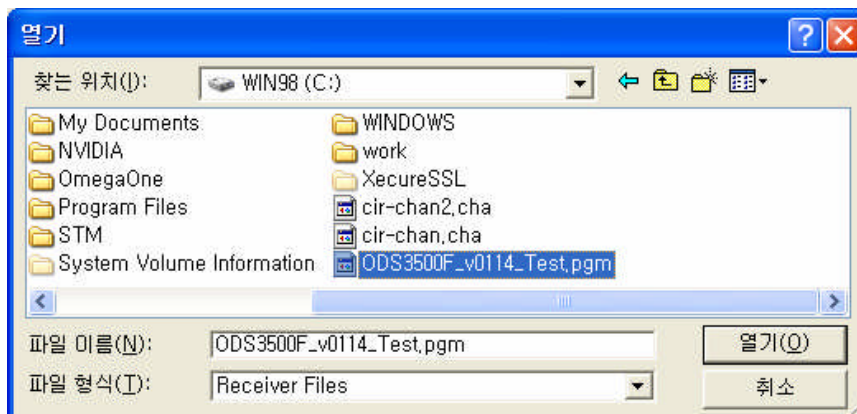 열기
찾는 위치(I): WIN98 (C:)
My Documents WINDOWS
NVIDIA work
OmegaOne XecureSSL
Program Files cir-chan2.cha
STM cir-chan.cha
System Volume Information ODS3500F_v0114_Test.pgm
파일 이름(N): ODS3500F_v0114_Test.pgm 열기(O)
파일 형식(T): Receiver Files 취소